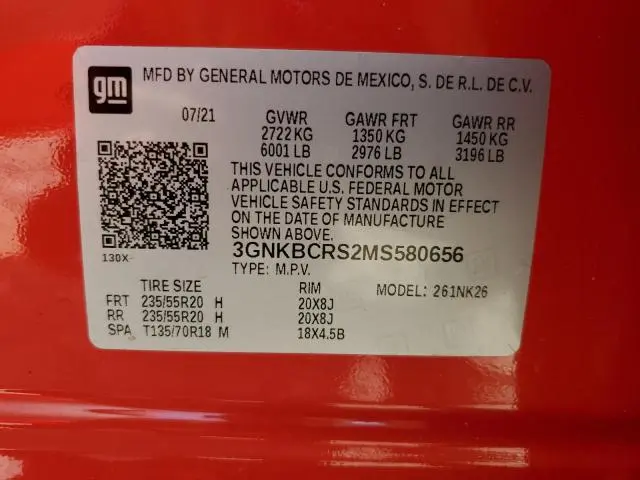 gm MFD BY GENERAL MOTORS DE MEXICO, S. DE R.L. DE C.V.
07/21 GVWR GAWR FRT GAWR RR
2722 KG 1350 KG 1450 KG
6001 LB 2976 LB 3196 LB
THIS VEHICLE CONFORMS TO ALL
APPLICABLE U.S. FEDERAL MOTOR
VEHICLE SAFETY STANDARDS IN EFFECT
ON THE DATE OF MANUFACTURE
SHOWN ABOVE.
3GNKBCRS2MS580656
130X
TYPE: M.P.V.
TIRE SIZE RIM MODEL: 261NK26
FRT 235/55R20 H 20X8J
RR 235/55R20 H 20X8J
SPA T135/70R18 M 18X4.5B